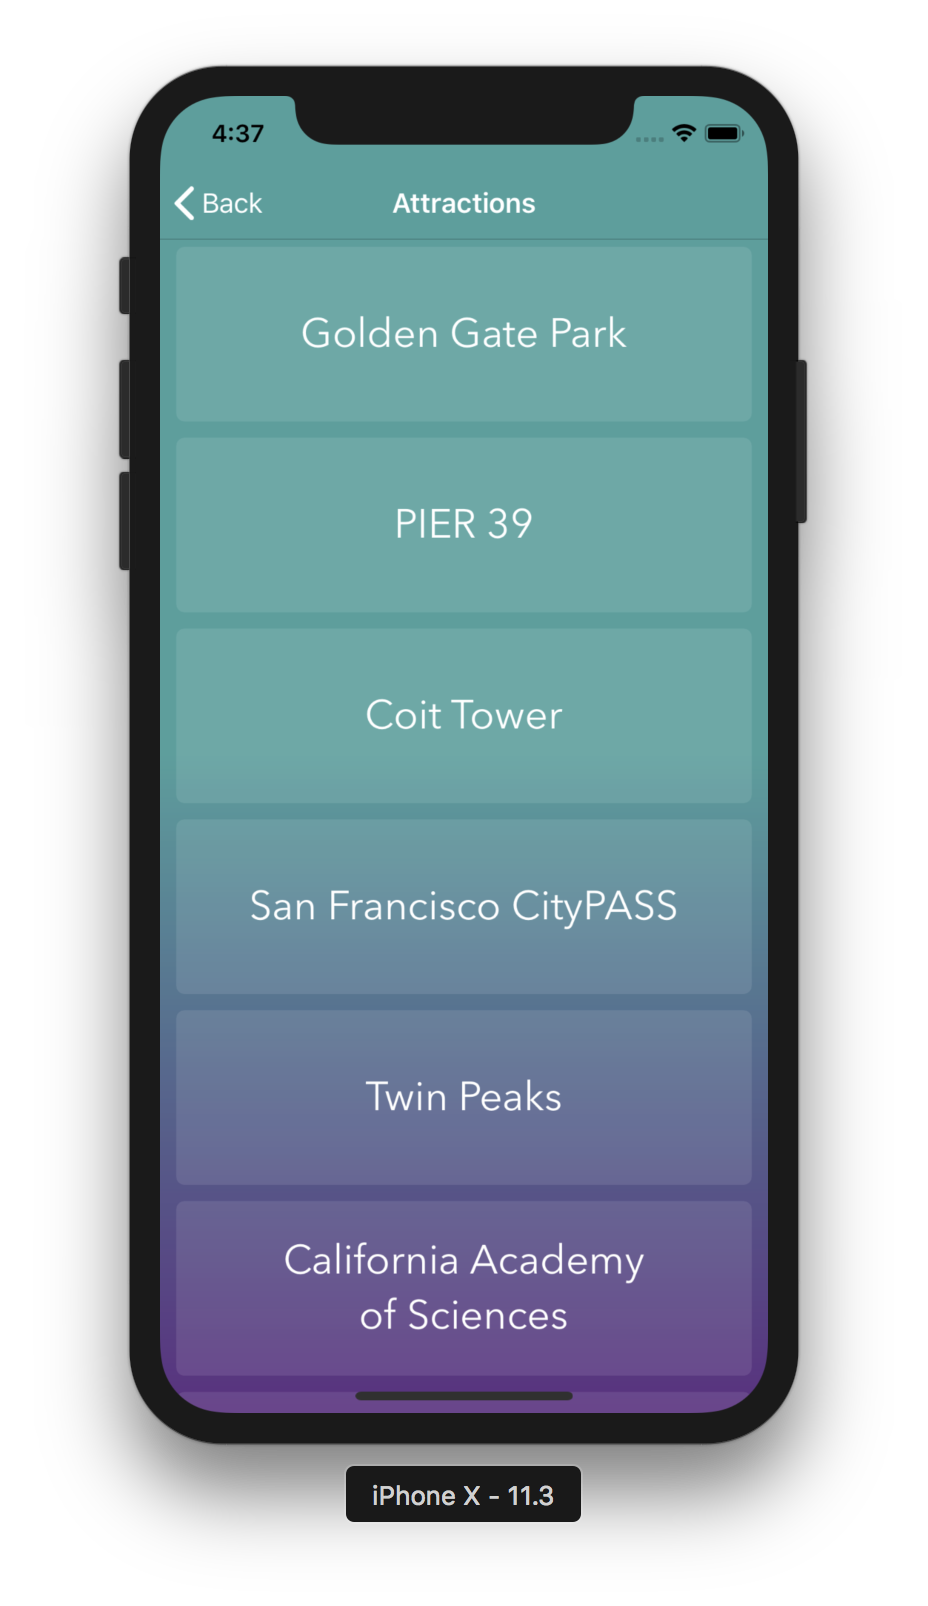 4:37
Back
Attractions
Golden Gate Park
PIER 39
Coit Tower
San Francisco CityPASS
Twin Peaks
California Academy
of Sciences
iPhone X - 11.3